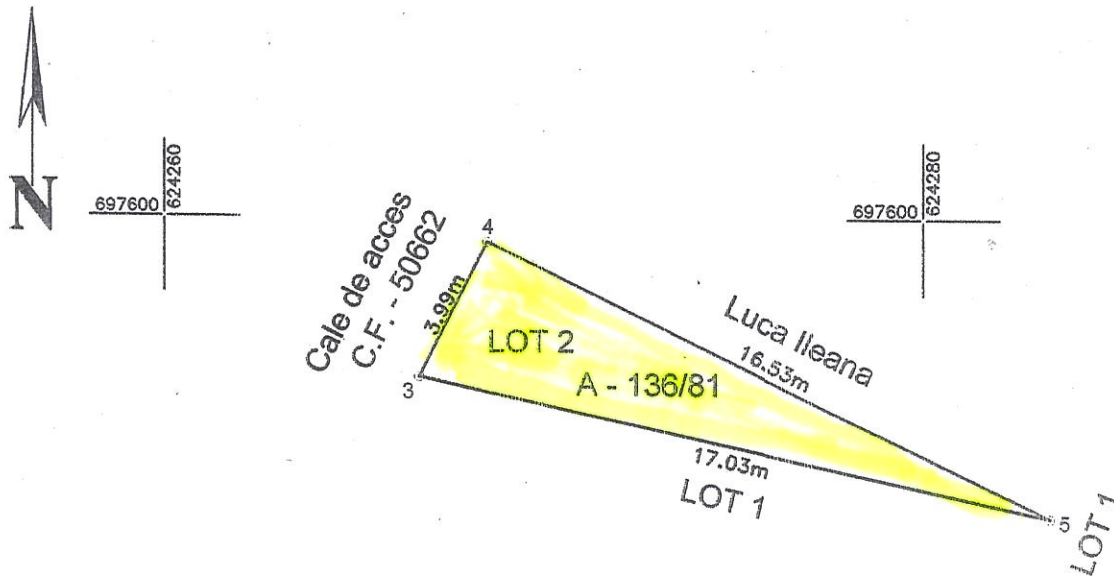 N
697600
624260
697600
624280
4
Cale de acces
C.F. - 50662
3.99m
3
LOT 2
A - 136/81
Luca Ileana
16.53m
17.03m
LOT 1
5
LOT 1